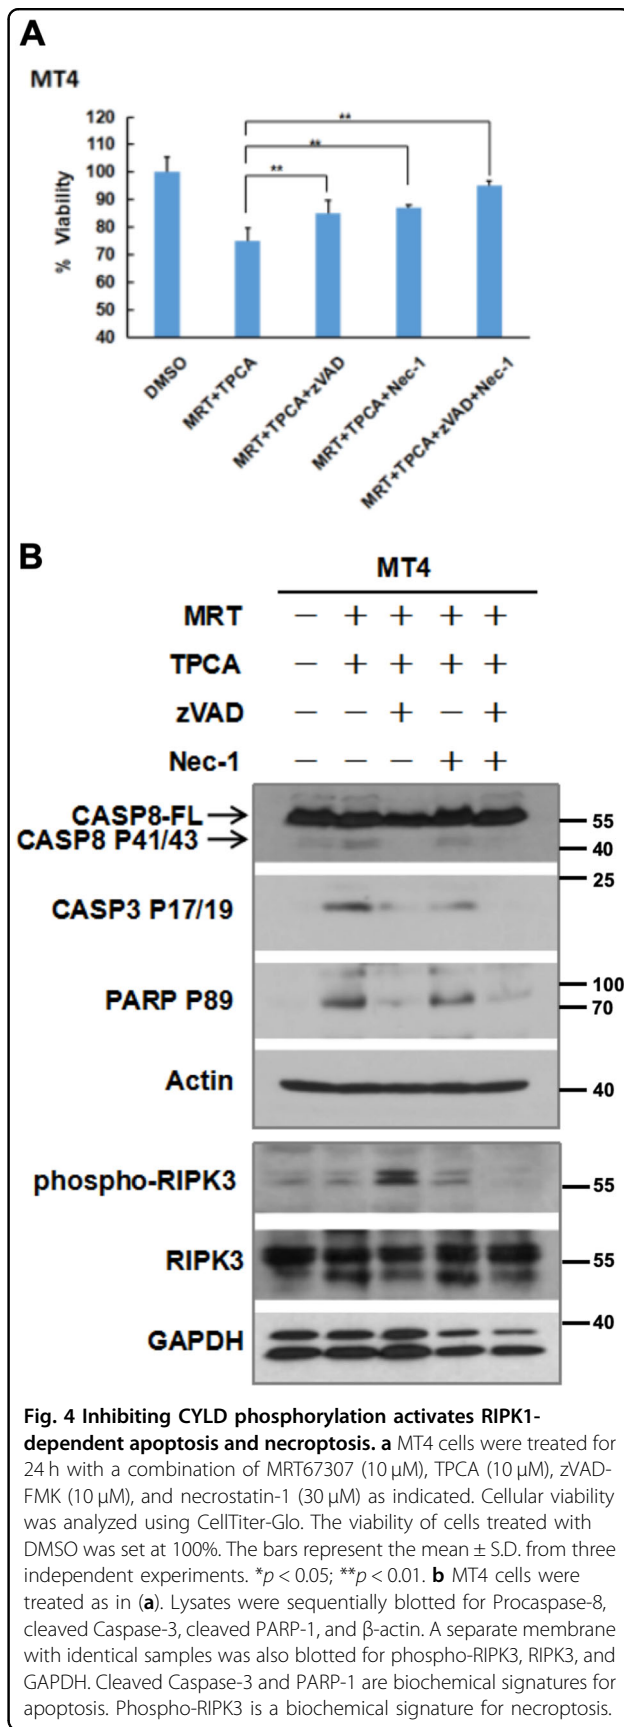 A
MT4
120
110
100
90
80
70
60
50
40
% Viability
**
**
**
DMSO
MRT+TPCA
MRT+TPCA+zVAD
MRT+TPCA+Nec-1
MRT+TPCA+zVAD+Nec-1
B
MT4
MRT − + + + +
TPCA − + + + +
zVAD − − + − +
Nec-1 − − − + +
CASP8-FL
55
CASP8 P41/43
40
25
CASP3 P17/19
100
PARP P89
70
Actin
40
phospho-RIPK3
55
RIPK3
55
40
GAPDH
Fig. 4 Inhibiting CYLD phosphorylation activates RIPK1-
dependent apoptosis and necroptosis. a MT4 cells were treated for
24 h with a combination of MRT67307 (10 μM), TPCA (10 μM), zVAD-
FMK (10 μM), and necrostatin-1 (30 μM) as indicated. Cellular viability
was analyzed using CellTiter-Glo. The viability of cells treated with
DMSO was set at 100%. The bars represent the mean ± S.D. from three
independent experiments. *p < 0.05; **p < 0.01. b MT4 cells were
treated as in (a). Lysates were sequentially blotted for Procaspase-8,
cleaved Caspase-3, cleaved PARP-1, and β-actin. A separate membrane
with identical samples was also blotted for phospho-RIPK3, RIPK3, and
GAPDH. Cleaved Caspase-3 and PARP-1 are biochemical signatures for
apoptosis. Phospho-RIPK3 is a biochemical signature for necroptosis.